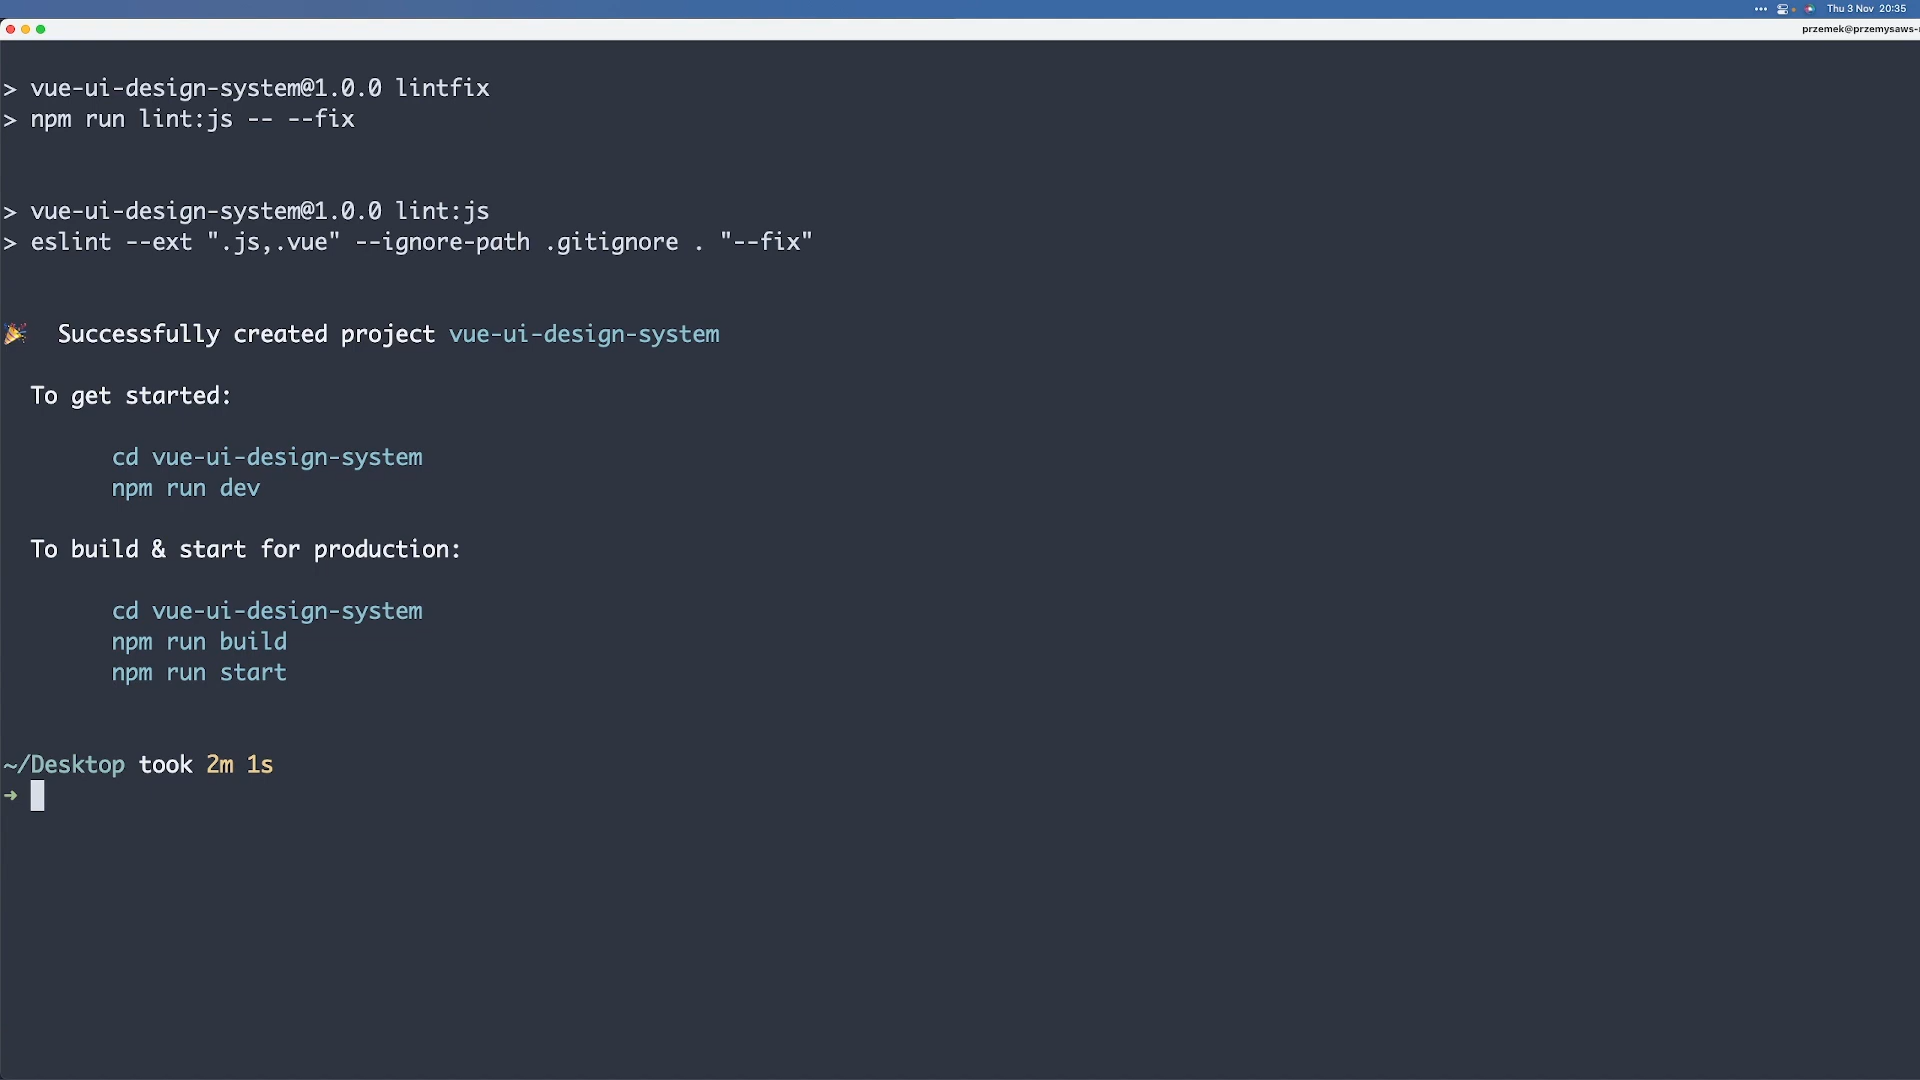 Thu 3 Nov 20:35
przemek@przemysaws-
> vue-ui-design-system@1.0.0 lintfix
> npm run lint:js -- --fix
> vue-ui-design-system@1.0.0 lint:js
> eslint --ext ".js,.vue" --ignore-path .gitignore . "--fix"
🎉 Successfully created project vue-ui-design-system
To get started:
cd vue-ui-design-system
npm run dev
To build & start for production:
cd vue-ui-design-system
npm run build
npm run start
~/Desktop took 2m 1s
➜